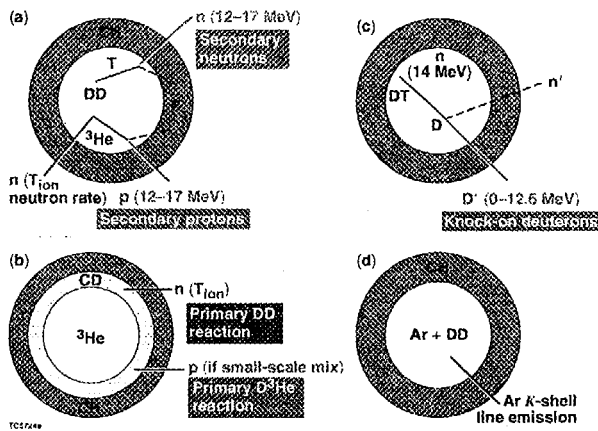 (a)
n (12–17 MeV)
Secondary
neutrons
T
DD
³He
n (Tion
neutron rate)
p (12–17 MeV)
Secondary protons
(c)
n
(14 MeV)
DT
n'
D
D' (0–12.5 MeV)
Knock-on deuterons
(b)
CD
n (Tion)
Primary DD
reaction
³He
p (if small-scale mix)
Primary D³He
reaction
CH
(d)
Ar + DD
Ar K-shell
line emission